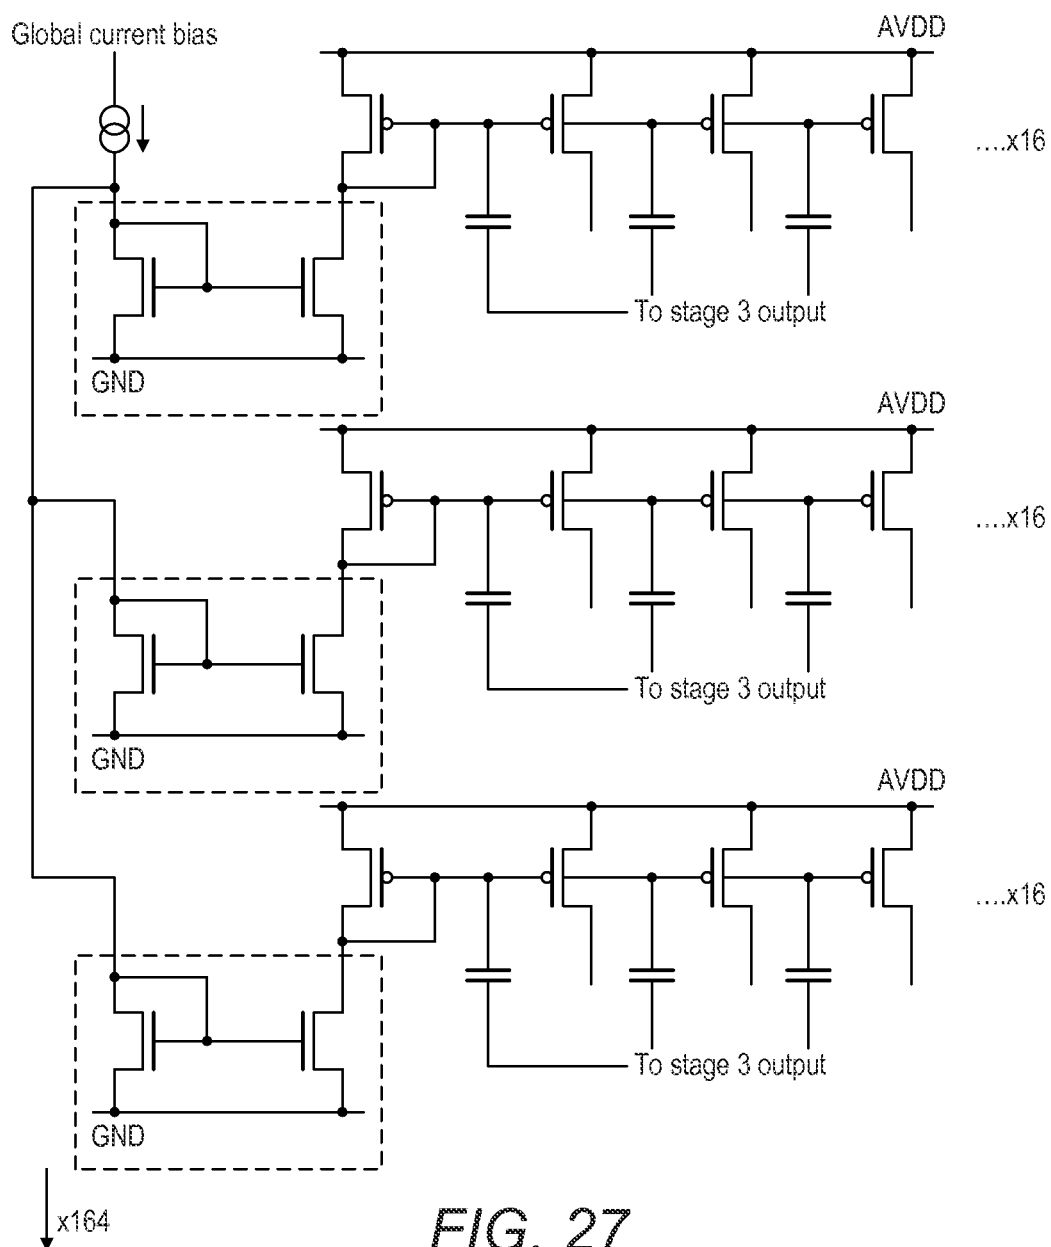 Global current bias
AVDD
....x16
To stage 3 output
GND
AVDD
....x16
To stage 3 output
GND
AVDD
....x16
To stage 3 output
GND
x164
FIG. 27